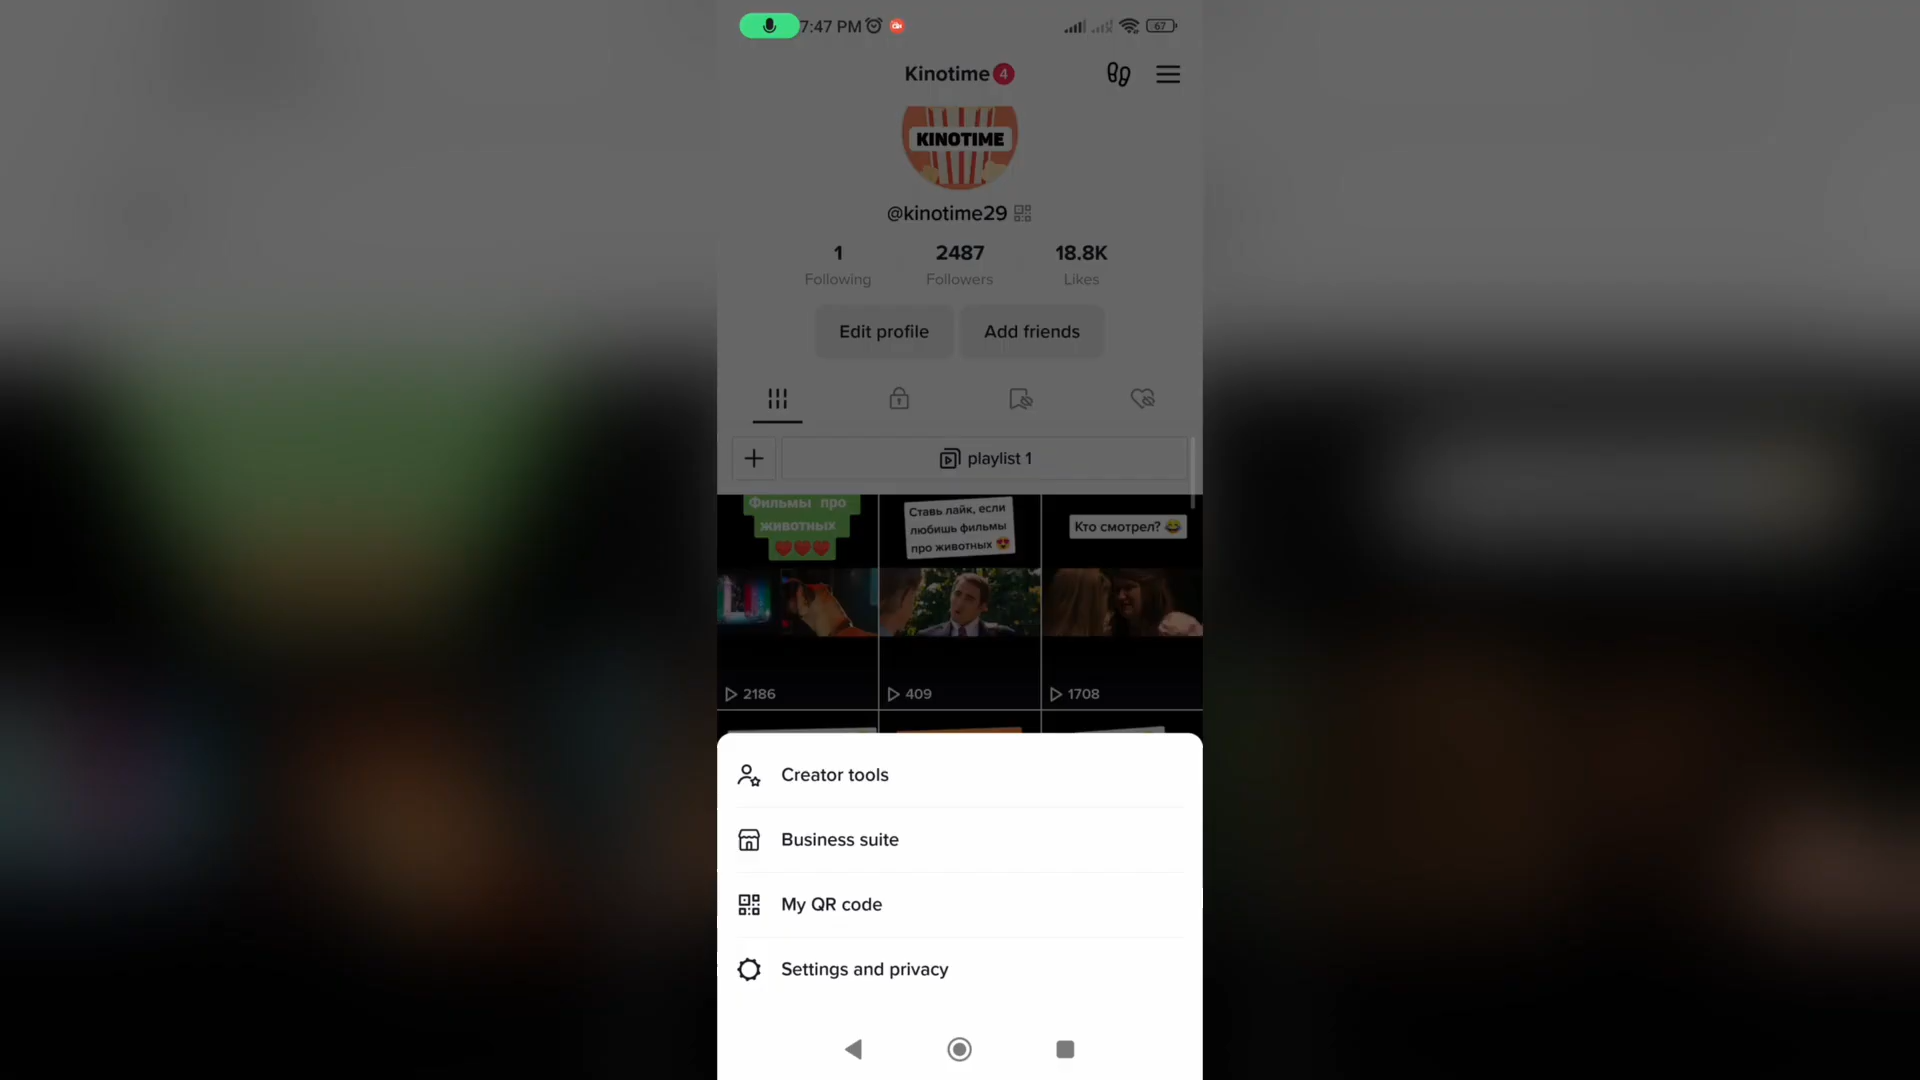 7:47 PM
67
Kinotime 4
KINOTIME
@kinotime29
1 2487 18.8K
Following Followers Likes
Edit profile Add friends
playlist 1
Фильмы про
животных
Ставь лайк, если
любишь фильмы
про животных
Кто смотрел?
2186 409 1708
Creator tools
Business suite
My QR code
Settings and privacy